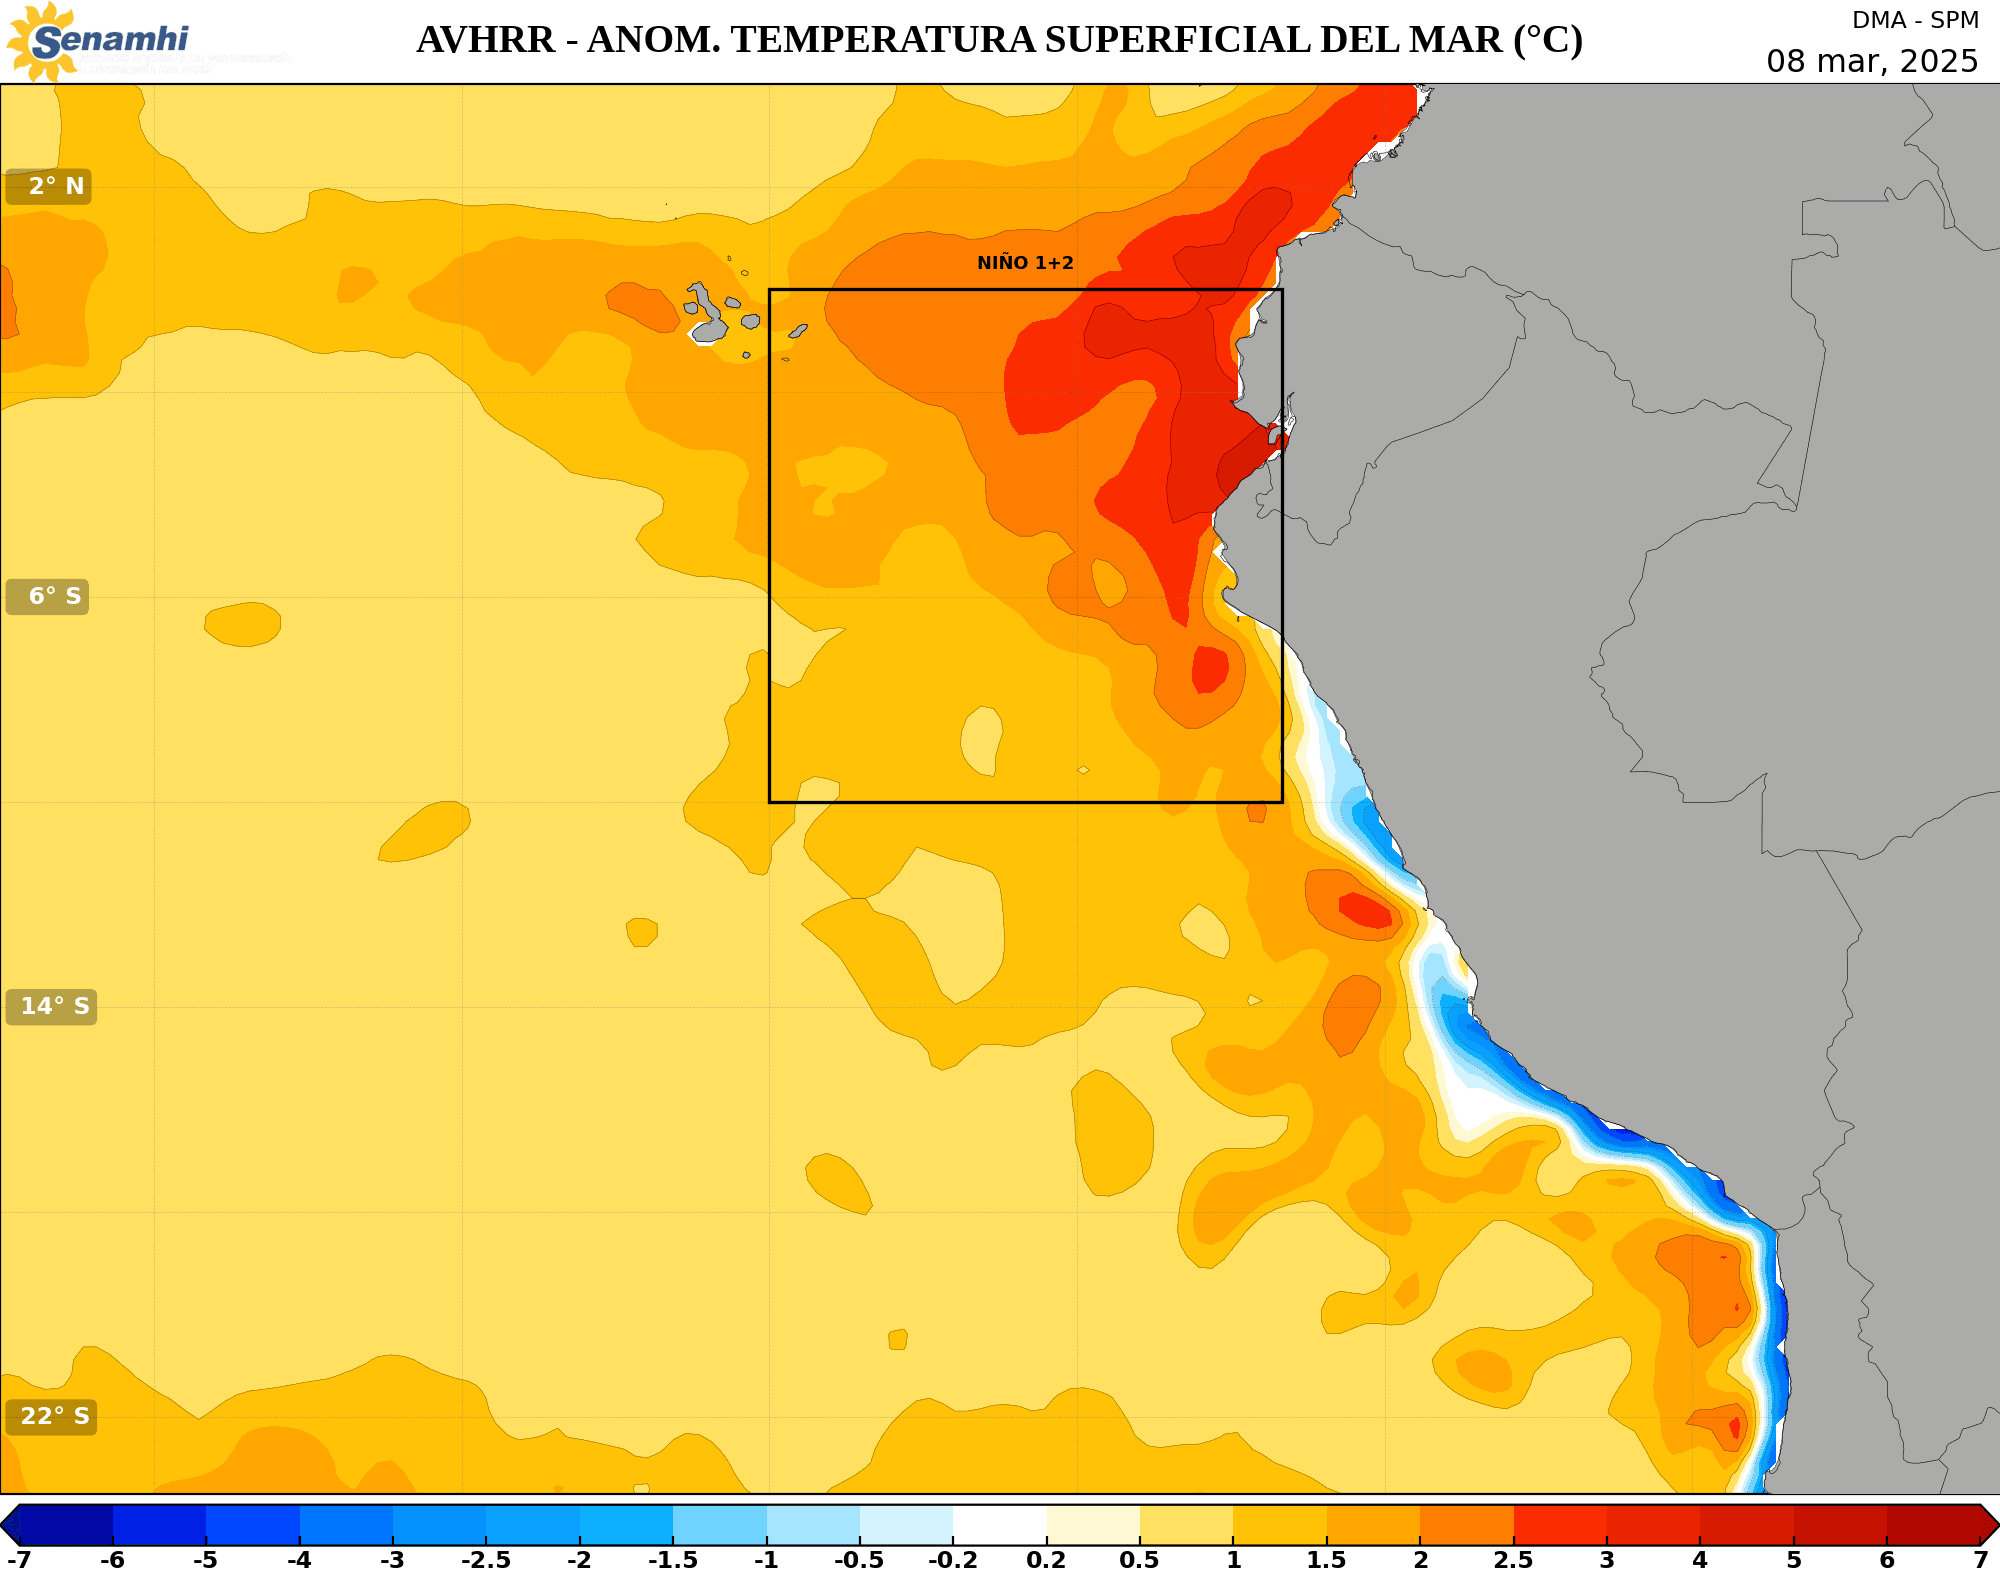 Senamhi
AVHRR - ANOM. TEMPERATURA SUPERFICIAL DEL MAR (°C)
DMA - SPM
08 mar, 2025
2° N
NIÑO 1+2
6° S
14° S
22° S
-7 -6 -5 -4 -3 -2.5 -2 -1.5 -1 -0.5 -0.2 0.2 0.5 1 1.5 2 2.5 3 4 5 6 7